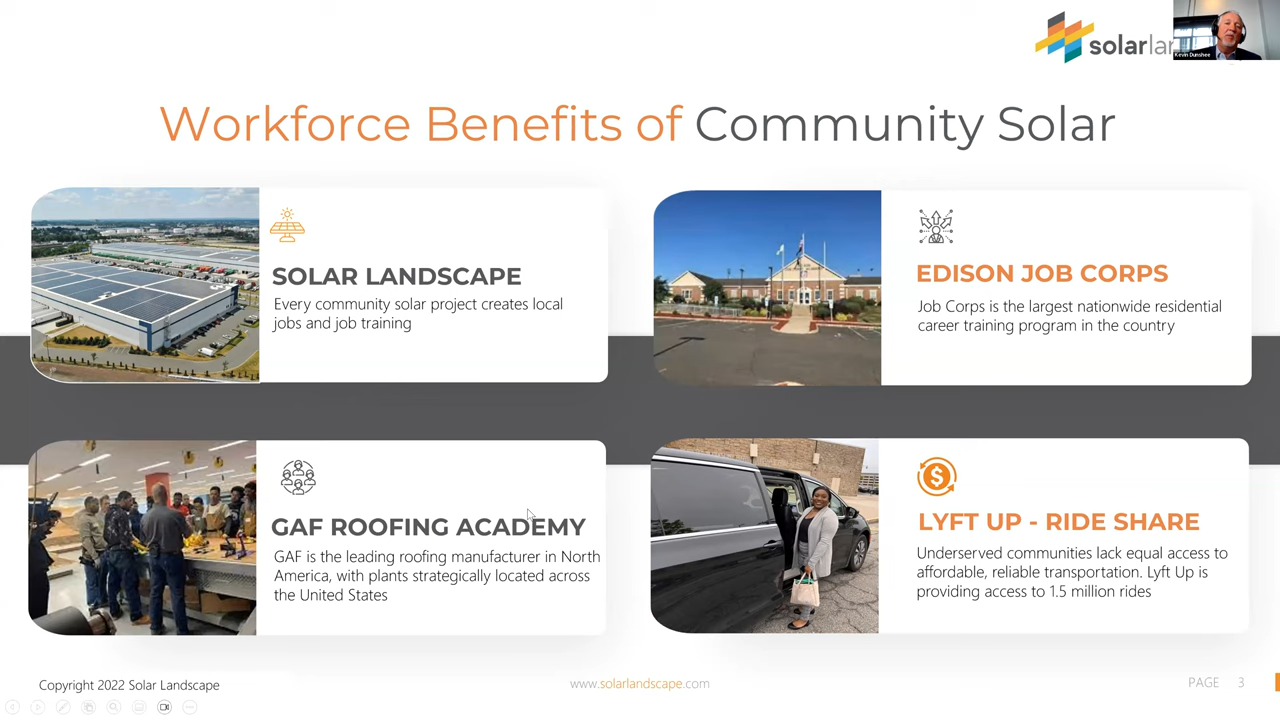 solarlan
Kevin Dunshee
Workforce Benefits of Community Solar
SOLAR LANDSCAPE
Every community solar project creates local
jobs and job training
EDISON JOB CORPS
Job Corps is the largest nationwide residential
career training program in the country
GAF ROOFING ACADEMY
GAF is the leading roofing manufacturer in North
America, with plants strategically located across
the United States
LYFT UP - RIDE SHARE
Underserved communities lack equal access to
affordable, reliable transportation. Lyft Up is
providing access to 1.5 million rides
Copyright 2022 Solar Landscape
www.solarlandscape.com
PAGE 3